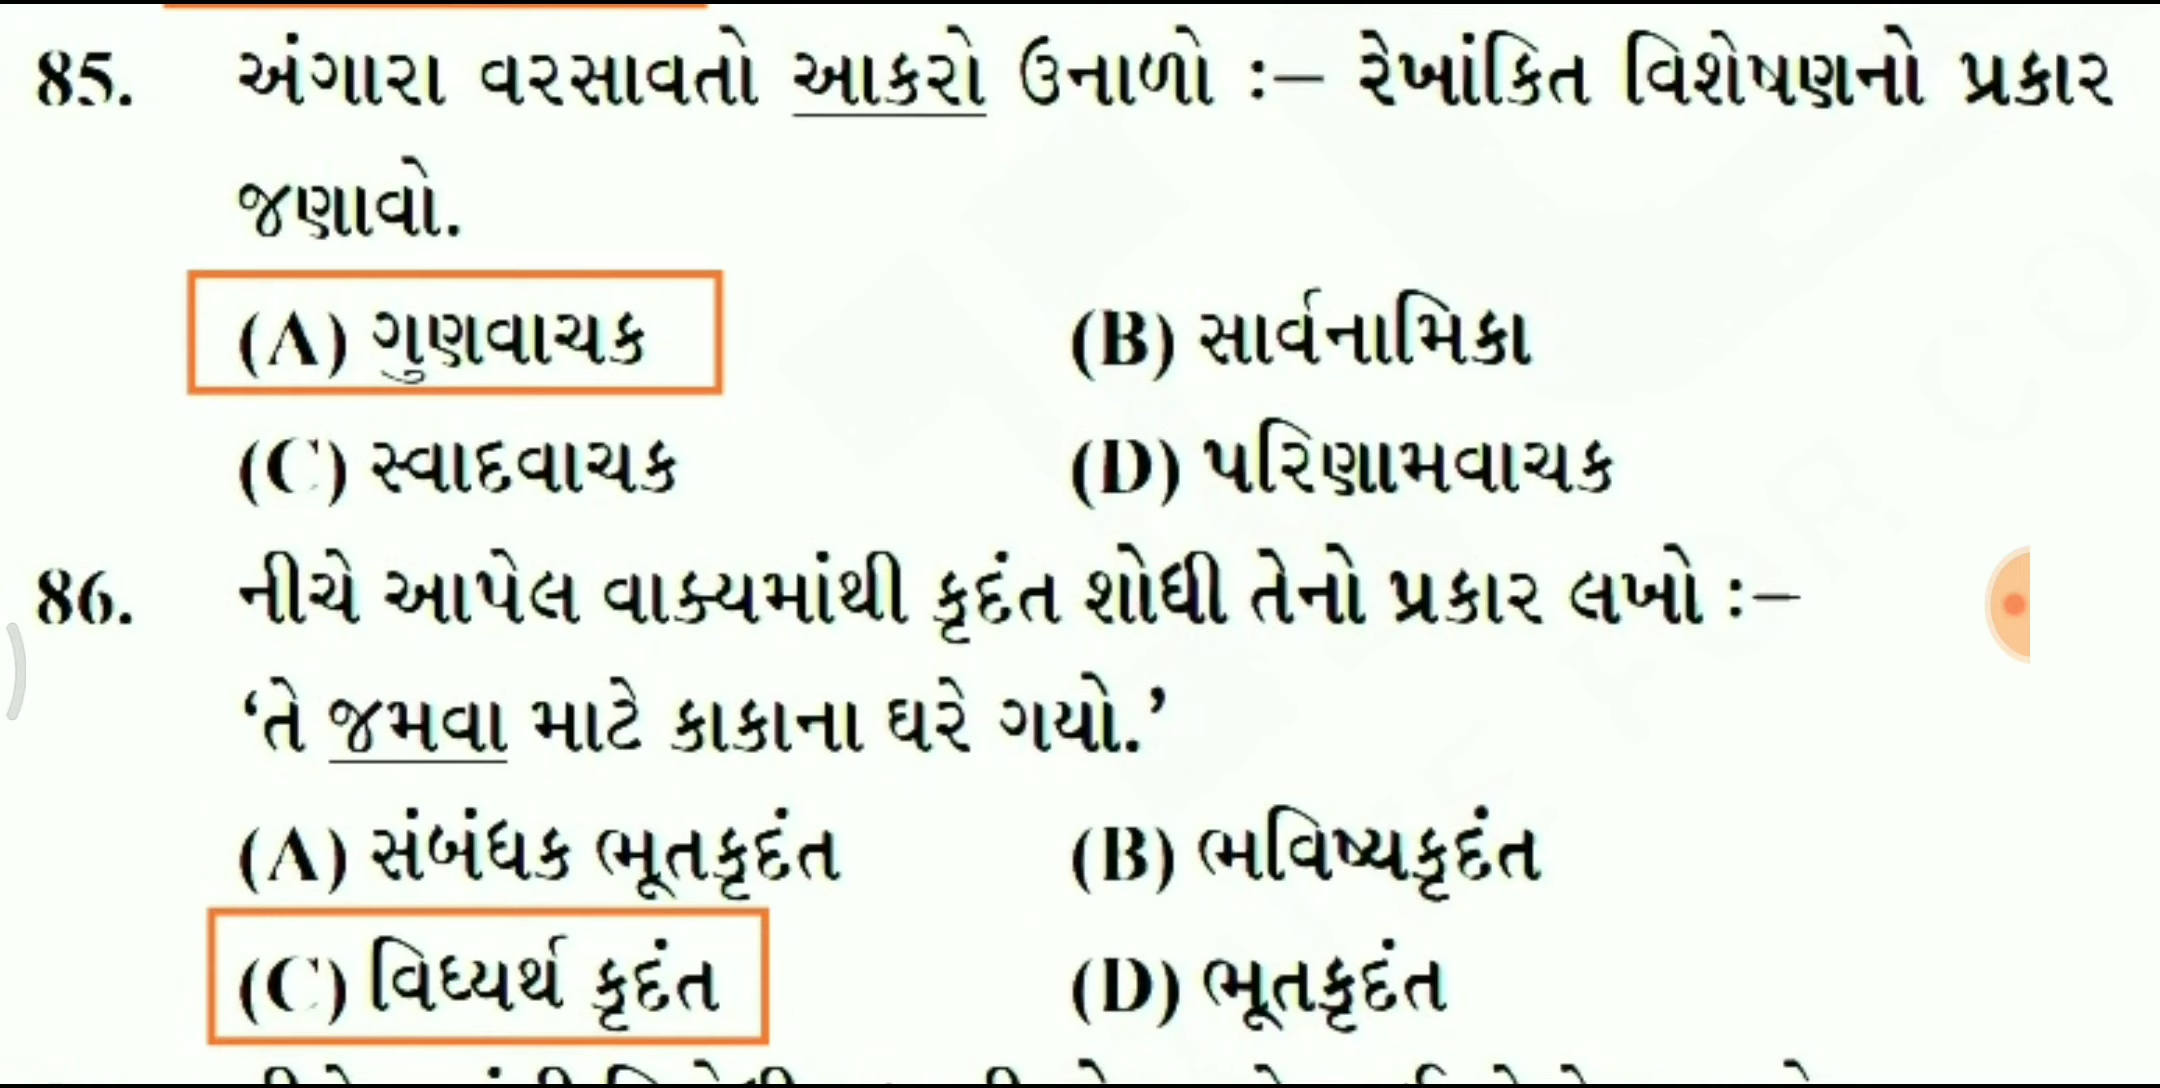 85. અંગારા વરસાવતો આકરો ઉનાળો :– રેખાંકિત વિશેષણનો પ્રકાર
જણાવો.
(A) ગુણવાચક (B) સાર્વનામિકા
(C) સ્વાદવાચક (D) પરિણામવાચક
86. નીચે આપેલ વાક્યમાંથી કૃદંત શોધી તેનો પ્રકાર લખો :–
‘તે જમવા માટે કાકાના ઘરે ગયો.’
(A) સંબંધક ભૂતકૃદંત (B) ભવિષ્યકૃદંત
(C) વિધ્યર્થ કૃદંત (D) ભૂતકૃદંત